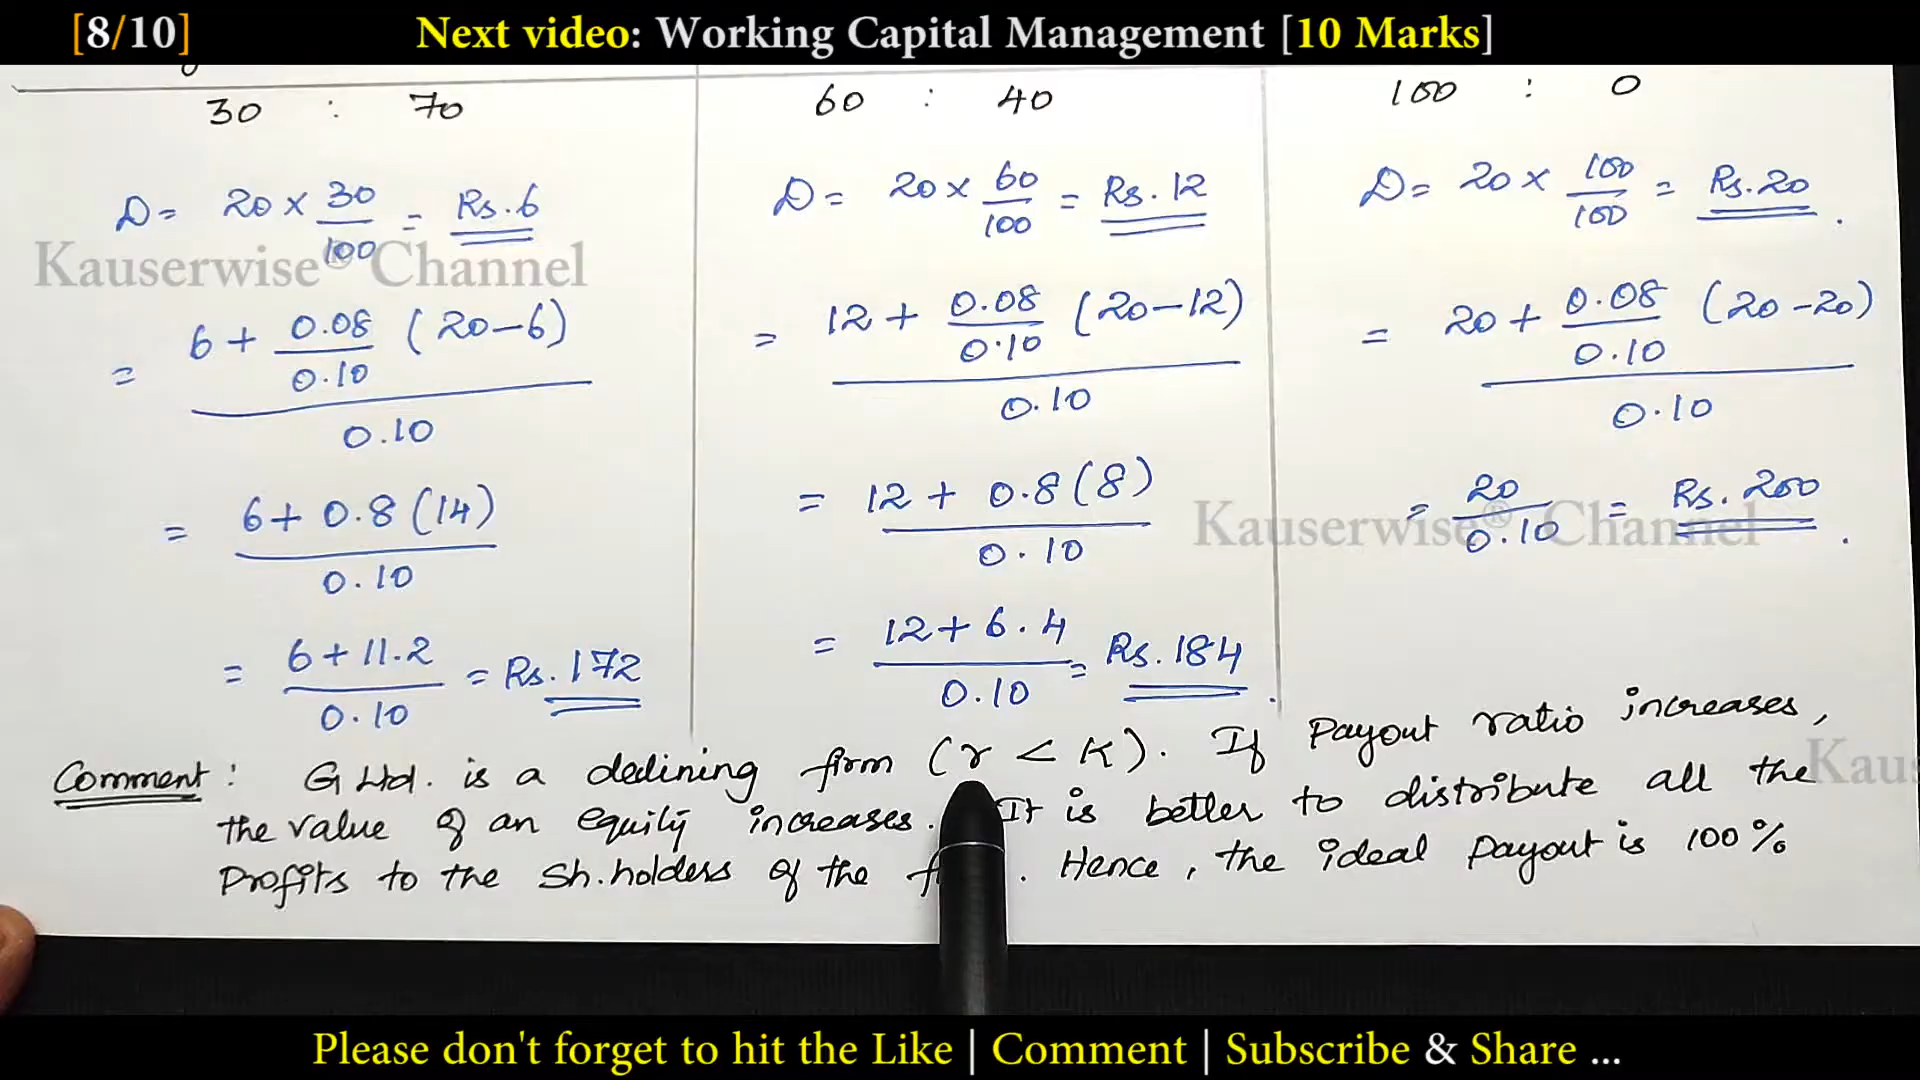 [8/10] Next video: Working Capital Management [10 Marks]
30 : 70
D = 20 × 30/100 = Rs. 6
= (6 + 0.08/0.10 (20-6)) / 0.10
= (6 + 0.8 (14)) / 0.10
= (6 + 11.2) / 0.10 = Rs. 172
60 : 40
D = 20 × 60/100 = Rs. 12
= (12 + 0.08/0.10 (20-12)) / 0.10
= (12 + 0.8 (8)) / 0.10
= (12 + 6.4) / 0.10 = Rs. 184.
100 : 0
D = 20 × 100/100 = Rs. 20.
= (20 + 0.08/0.10 (20-20)) / 0.10
= 20/0.10 = Rs. 200.
Kauserwise® Channel
Kauserwise® Channel
Kau
Comment: G Ltd. is a declining firm (r < K). If Payout ratio increases,
the value of an equity increases. It is better to distribute all the
Profits to the Sh.holders of the . Hence, the ideal Payout is 100%
Please don't forget to hit the Like | Comment | Subscribe & Share ...